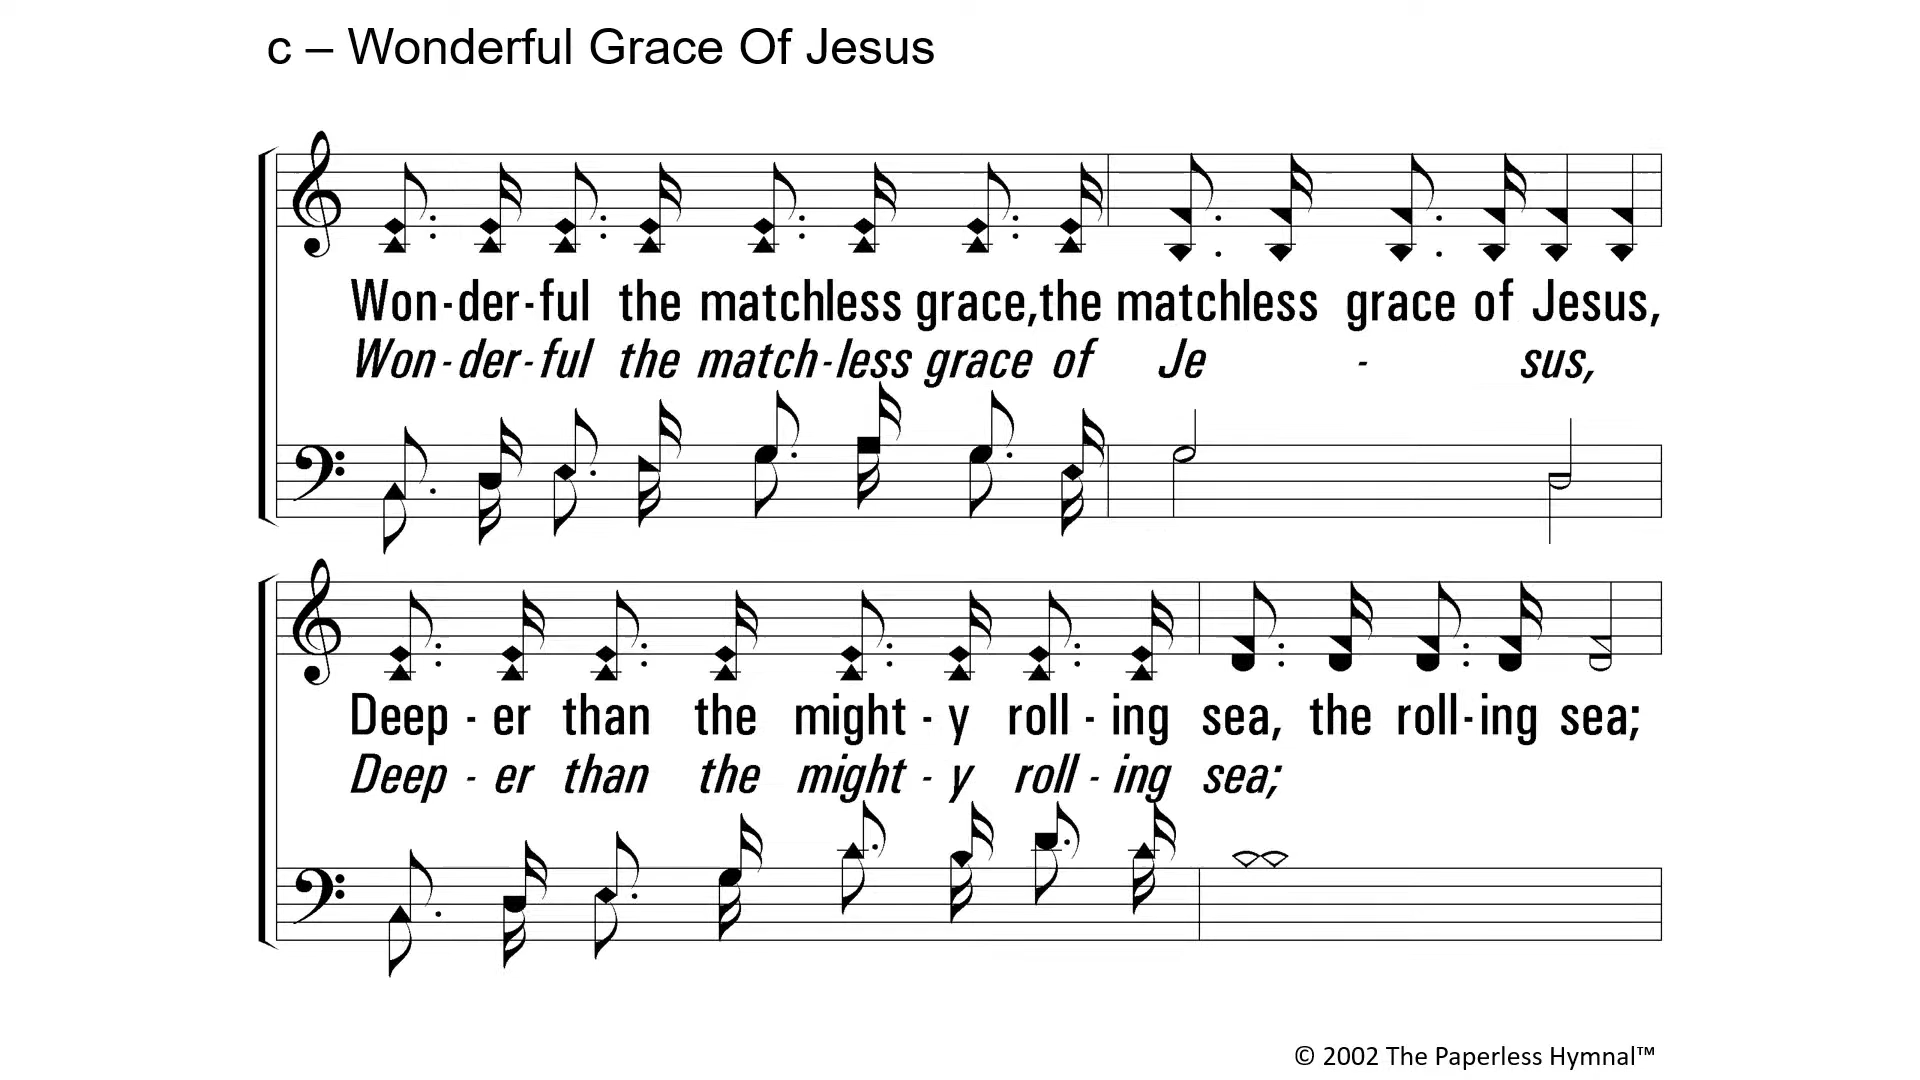 c – Wonderful Grace Of Jesus
Won-der-ful the matchless grace,the matchless grace of Jesus,
Won-der-ful the match-less grace of Je - sus,
Deep - er than the might - y roll - ing sea, the roll-ing sea;
Deep - er than the might - y roll - ing sea;
© 2002 The Paperless Hymnal™